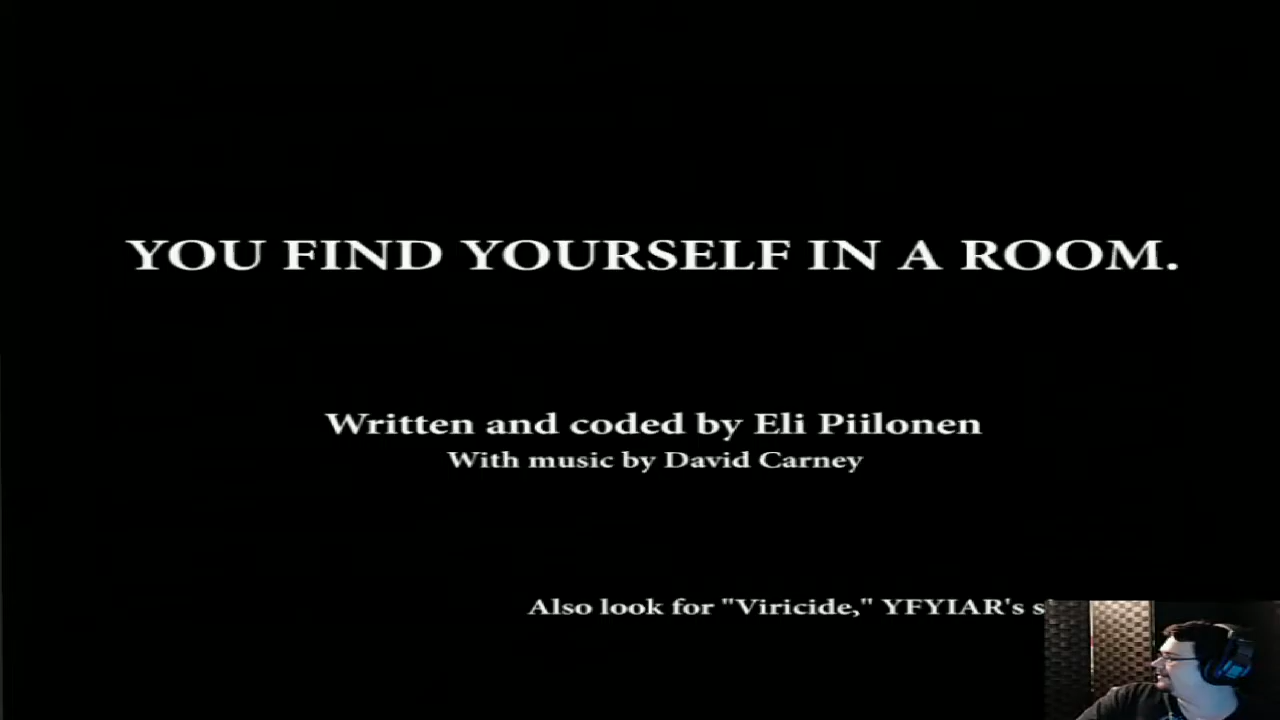 YOU FIND YOURSELF IN A ROOM.
Written and coded by Eli Piilonen
With music by David Carney
Also look for "Viricide," YFYIAR's